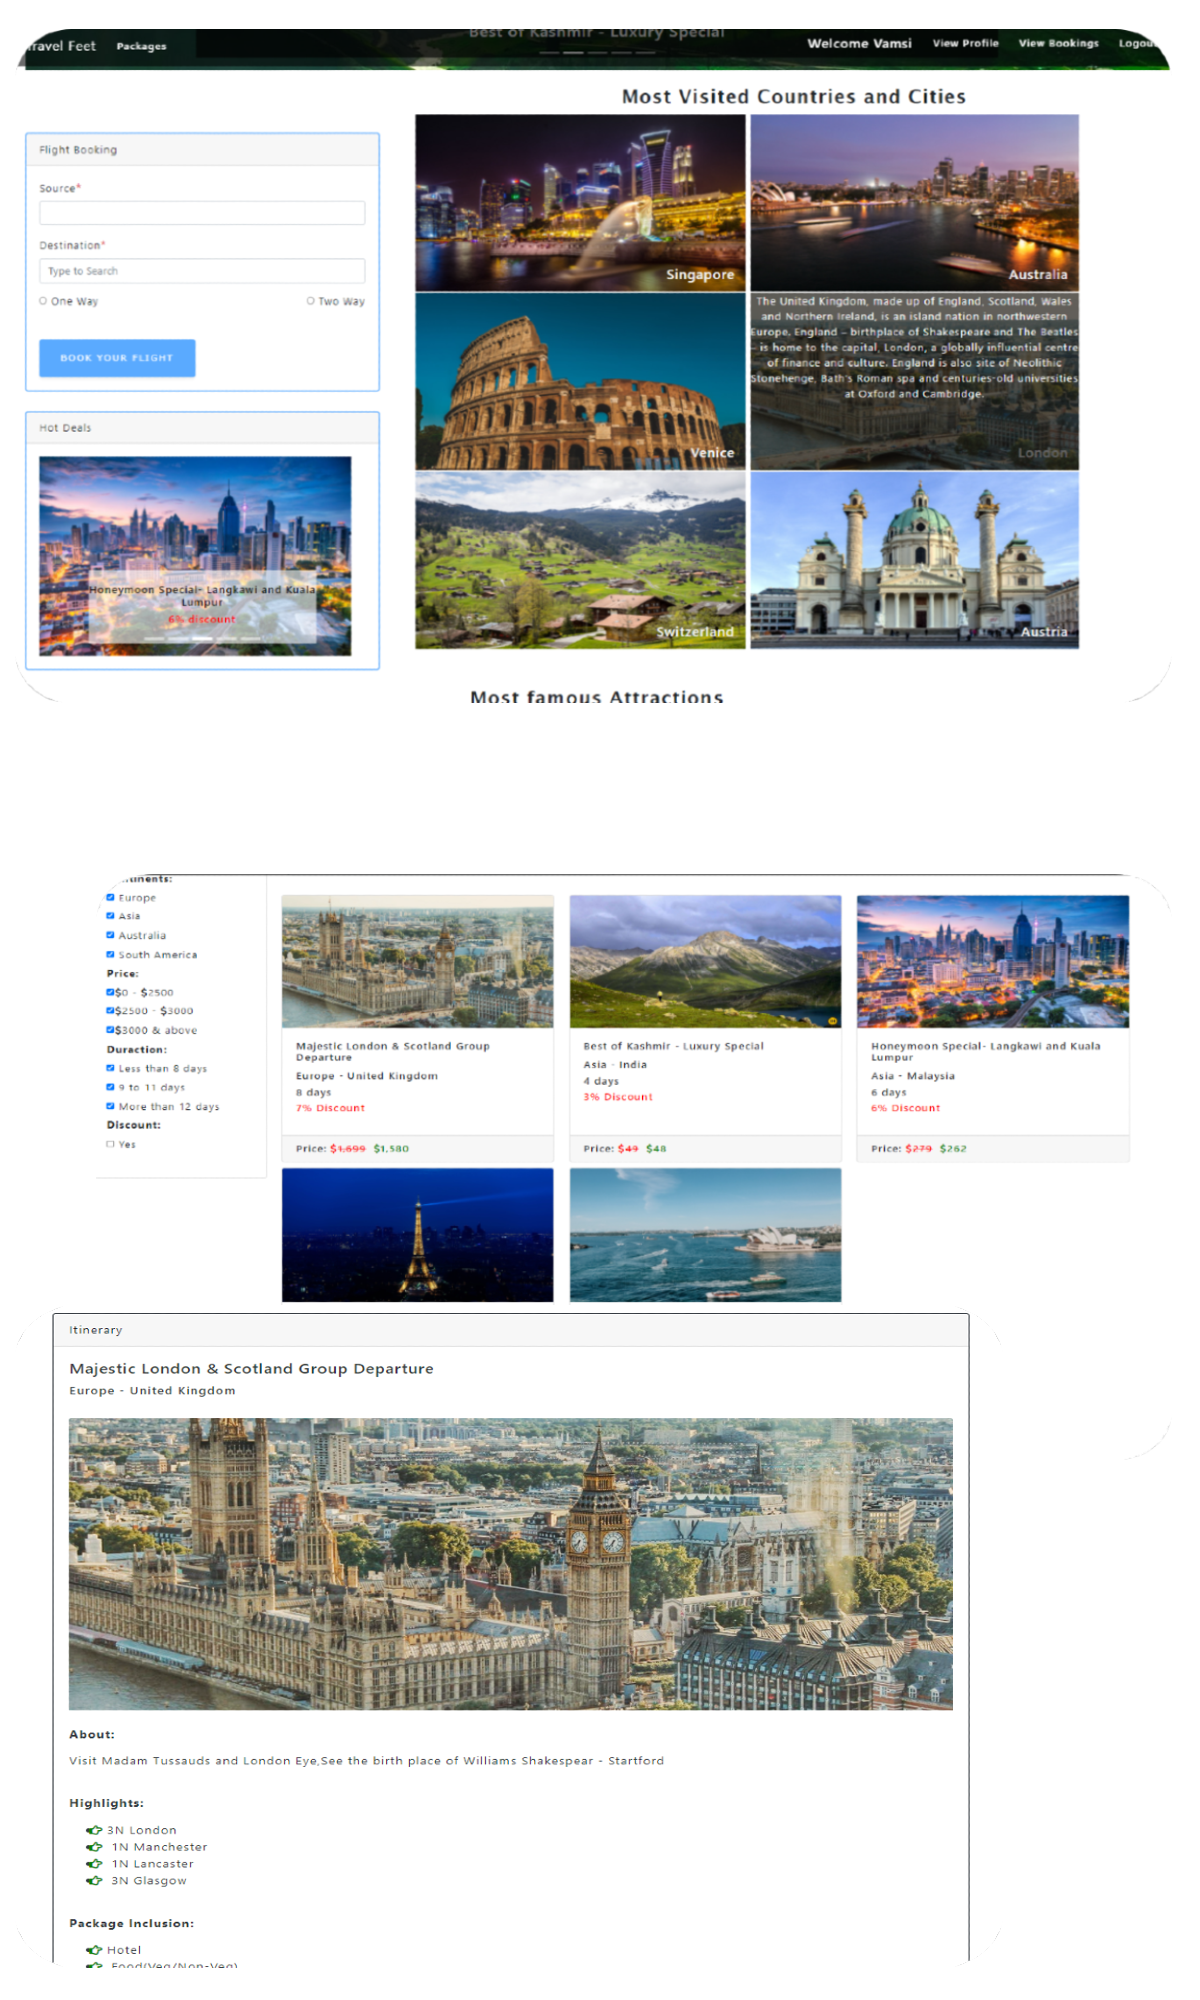 Travel Feet
Packages
Best of Kashmir - Luxury Special
Welcome Vamsi
View Profile
View Bookings
Logout
Most Visited Countries and Cities
Flight Booking
Source*
Destination*
Type to Search
One Way
Two Way
BOOK YOUR FLIGHT
Hot Deals
Honeymoon Special- Langkawi and Kuala
Lumpur
6% discount
Singapore
Australia
Venice
The United Kingdom, made up of England, Scotland, Wales
and Northern Ireland, is an island nation in northwestern
Europe. England – birthplace of Shakespeare and The Beatles
– is home to the capital, London, a globally influential centre
of finance and culture. England is also site of Neolithic
Stonehenge, Bath's Roman spa and centuries-old universities
at Oxford and Cambridge.
London
Switzerland
Austria
Most famous Attractions
Europe
Asia
Australia
South America
Price:
$0 - $2500
$2500 - $3000
$3000 & above
Duraction:
Less than 8 days
9 to 11 days
More than 12 days
Discount:
Yes
Majestic London & Scotland Group
Departure
Europe - United Kingdom
8 days
7% Discount
Price: $1,699 $1,580
Best of Kashmir - Luxury Special
Asia - India
4 days
3% Discount
Price: $49 $48
Honeymoon Special- Langkawi and Kuala
Lumpur
Asia - Malaysia
6 days
6% Discount
Price: $279 $262
Itinerary
Majestic London & Scotland Group Departure
Europe - United Kingdom
About:
Visit Madam Tussauds and London Eye,See the birth place of Williams Shakespear - Startford
Highlights:
3N London
1N Manchester
1N Lancaster
3N Glasgow
Package Inclusion:
Hotel
Food(Veg/Non-Veg)